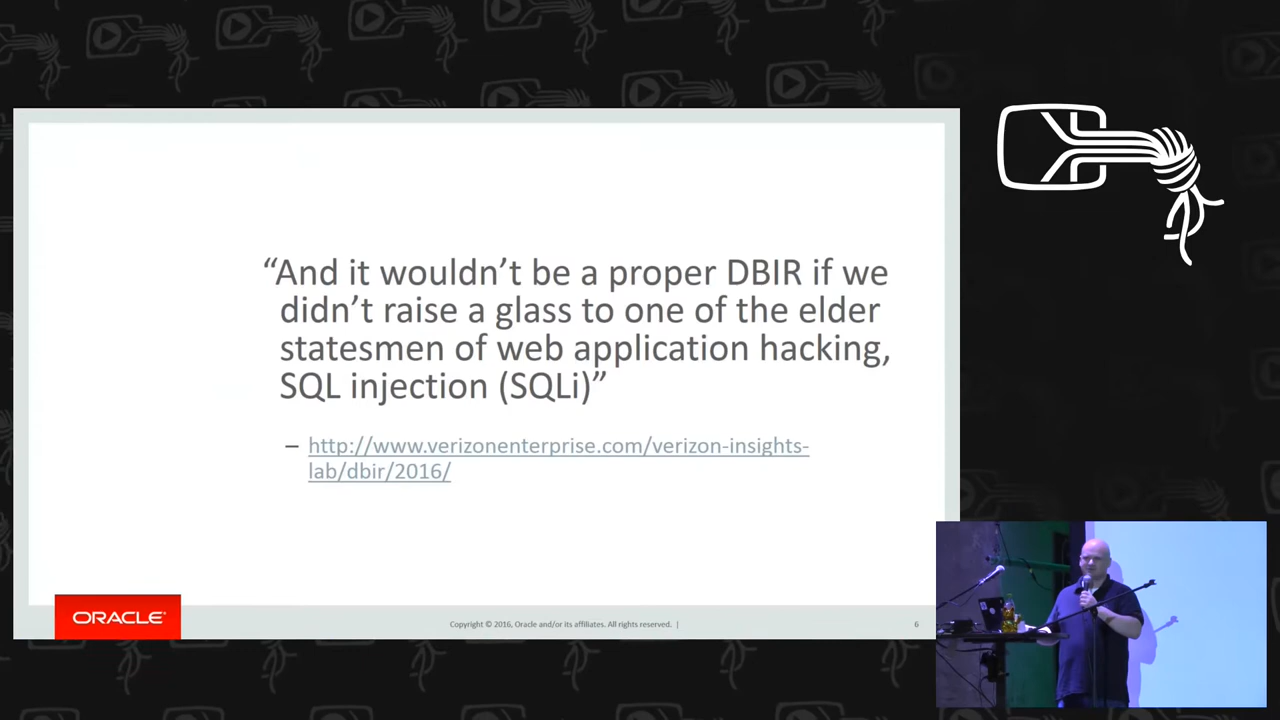 “And it wouldn’t be a proper DBIR if we
didn’t raise a glass to one of the elder
statesmen of web application hacking,
SQL injection (SQLi)”
– http://www.verizonenterprise.com/verizon-insights-
lab/dbir/2016/
ORACLE®
Copyright © 2016, Oracle and/or its affiliates. All rights reserved. |
6